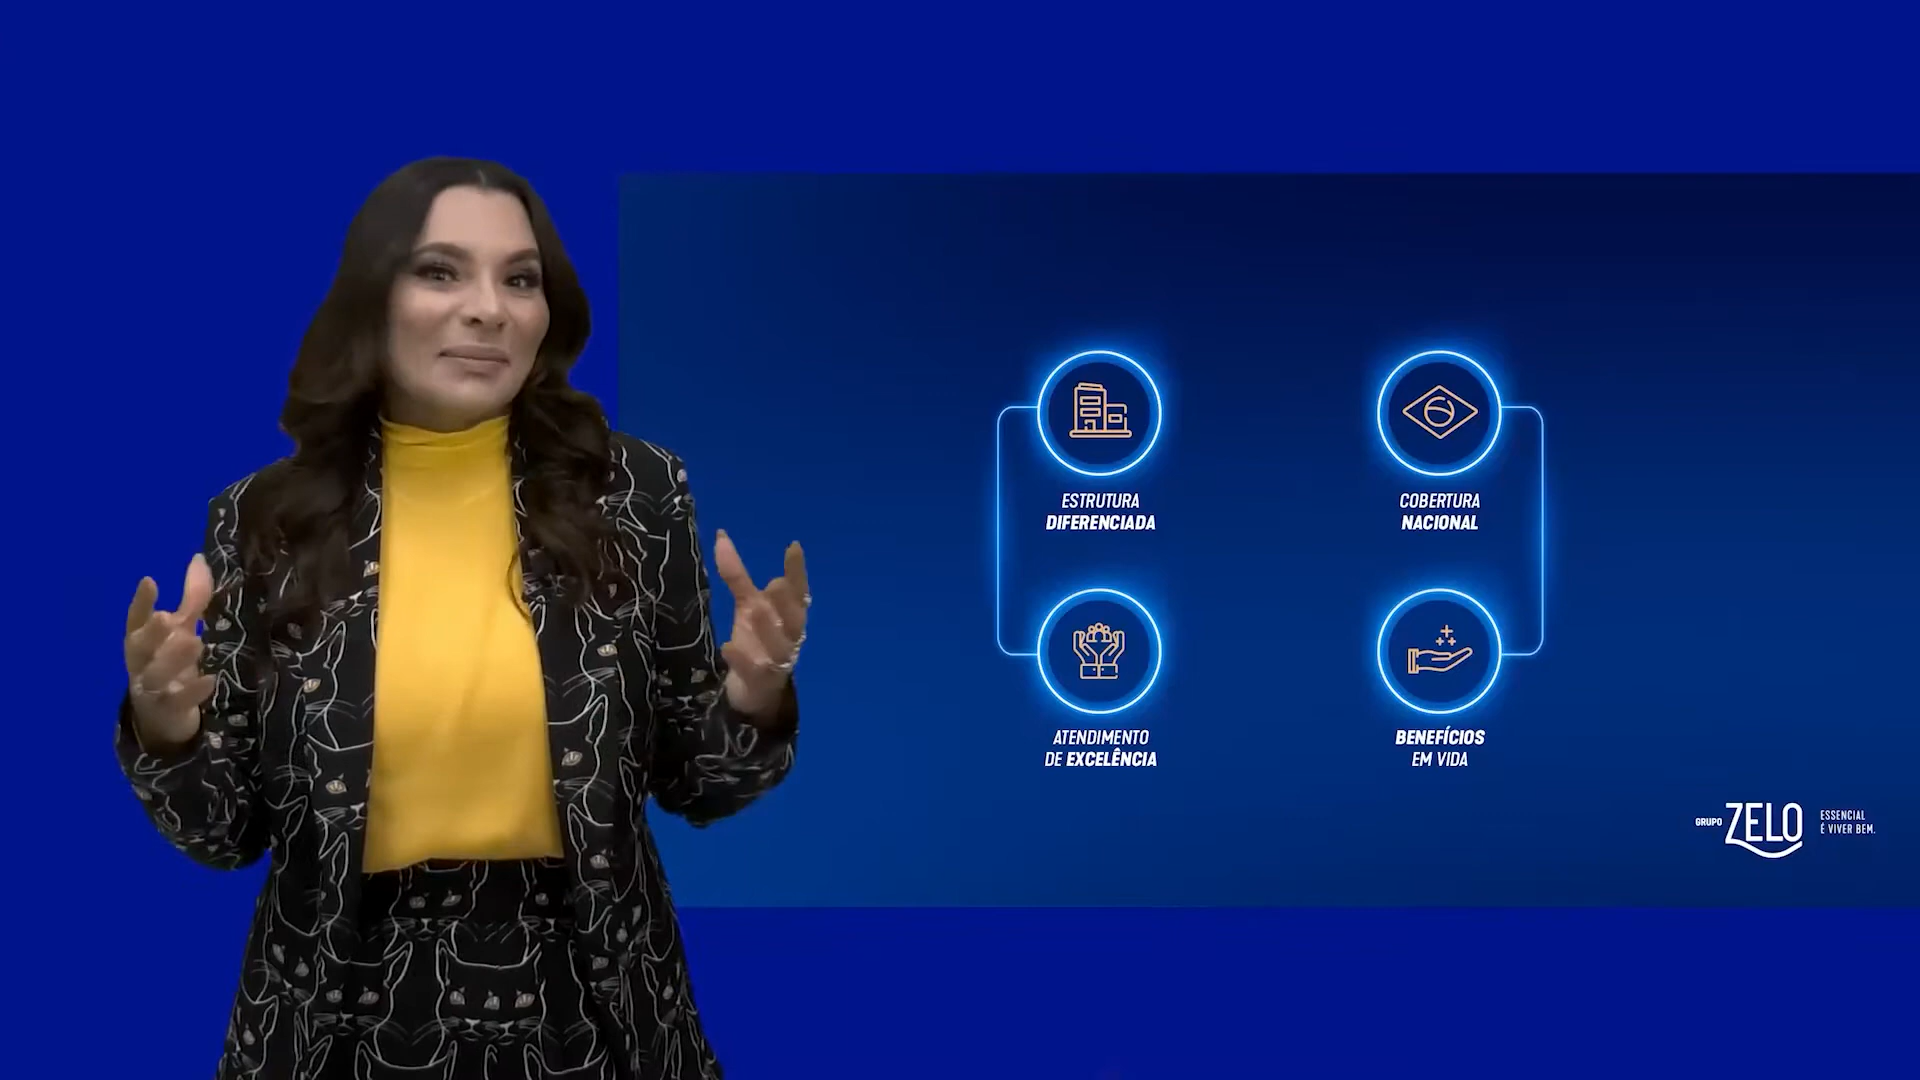 ESTRUTURA
DIFERENCIADA
COBERTURA
NACIONAL
ATENDIMENTO
DE EXCELÊNCIA
BENEFÍCIOS
EM VIDA
GRUPO ZELO
ESSENCIAL
É VIVER BEM.